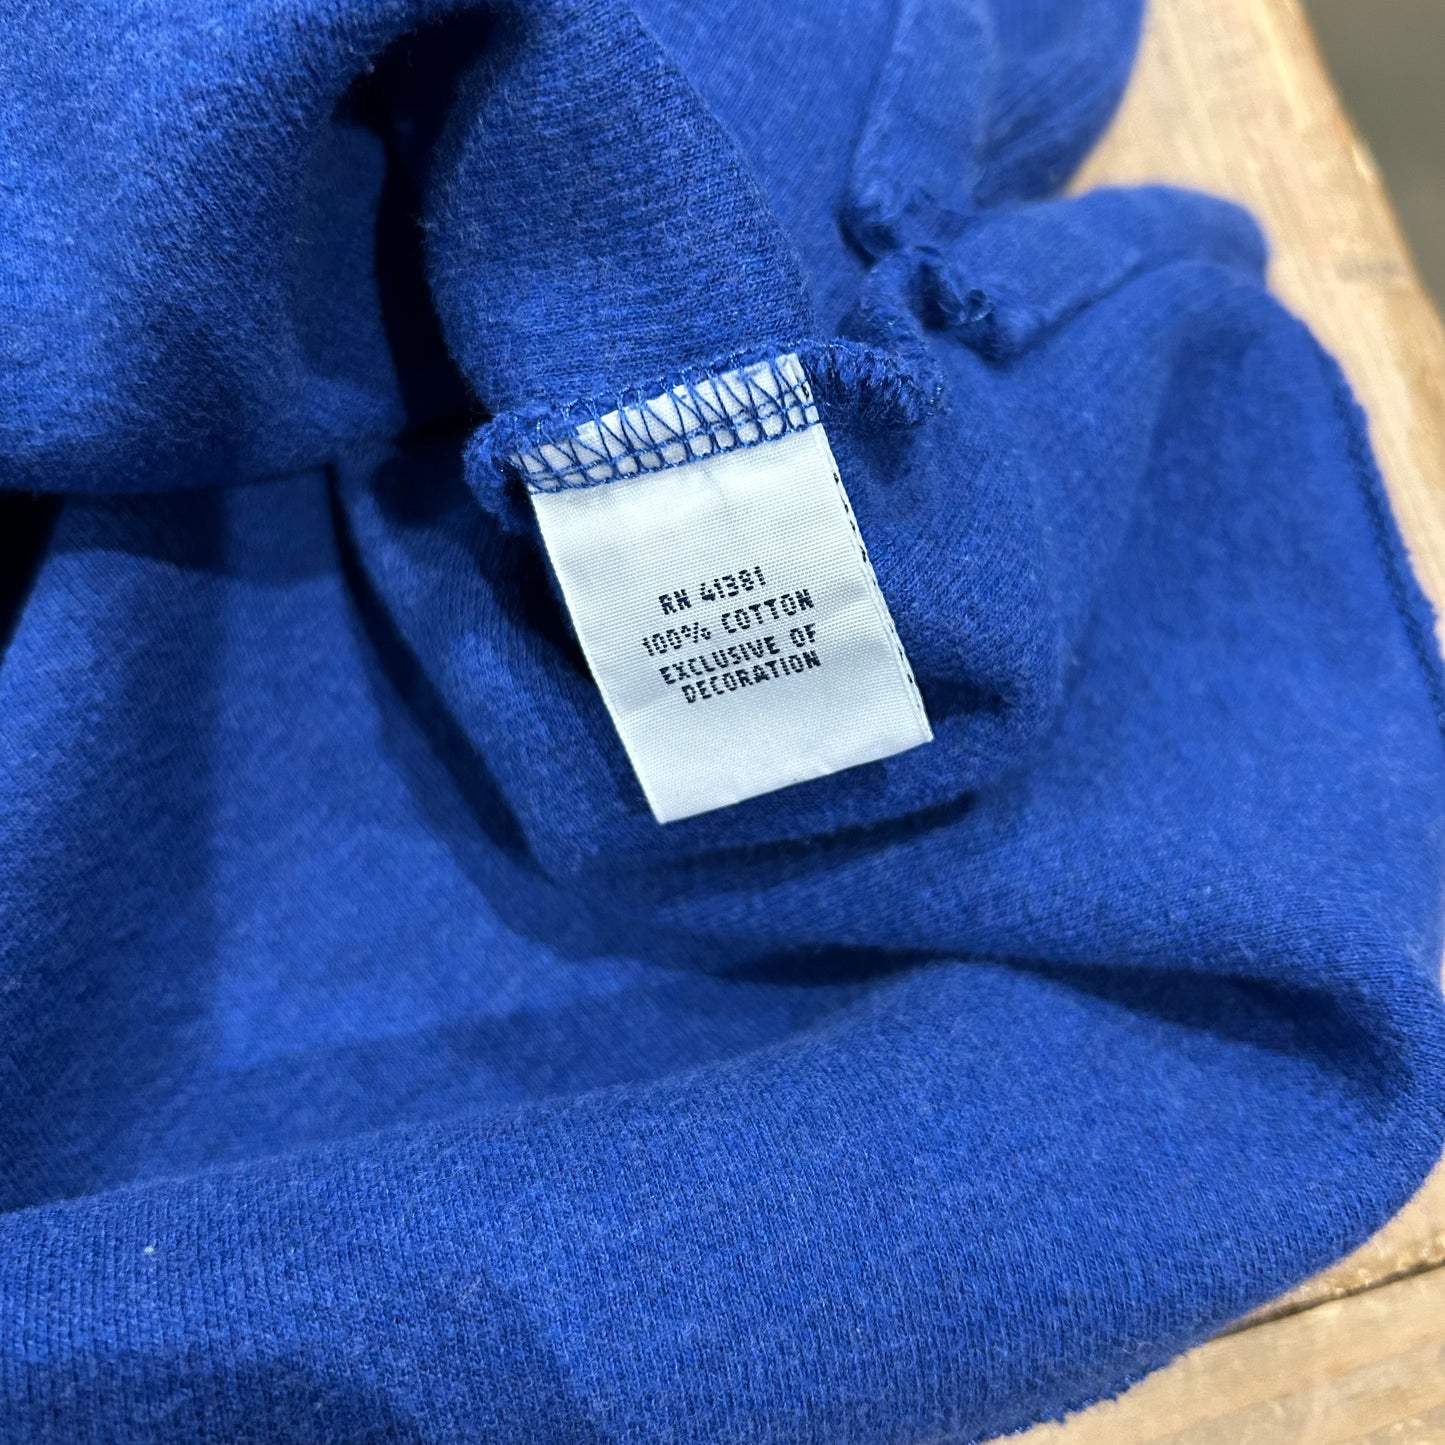 RN 41381
100% COTTON
EXCLUSIVE OF
DECORATION